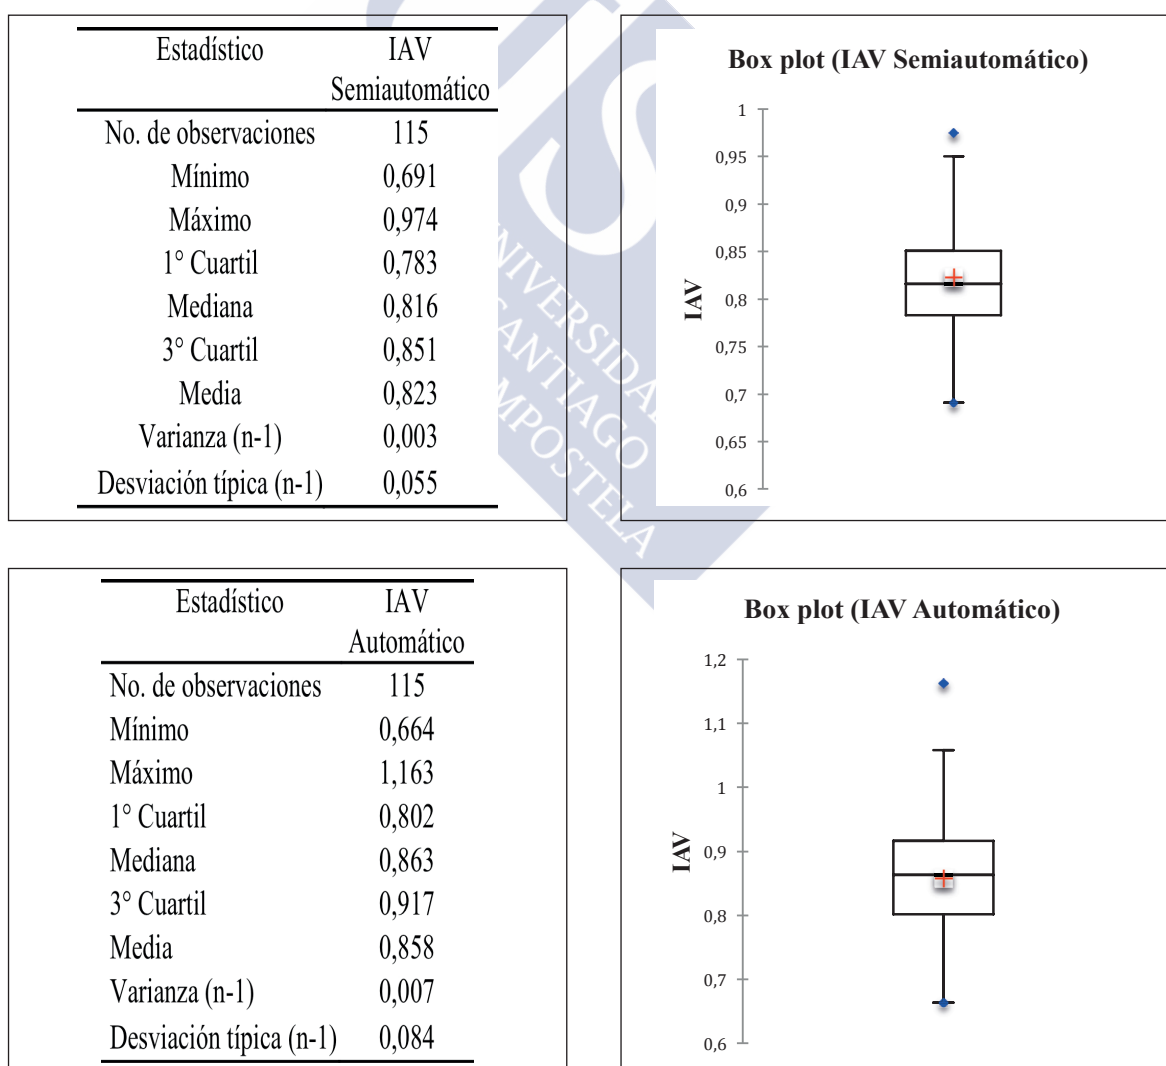 Estadístico IAV
Semiautomático
No. de observaciones 115
Mínimo 0,691
Máximo 0,974
1° Cuartil 0,783
Mediana 0,816
3° Cuartil 0,851
Media 0,823
Varianza (n-1) 0,003
Desviación típica (n-1) 0,055
Box plot (IAV Semiautomático)
1
0,95
0,9
0,85
0,8
0,75
0,7
0,65
0,6
IAV
Estadístico IAV
Automático
No. de observaciones 115
Mínimo 0,664
Máximo 1,163
1° Cuartil 0,802
Mediana 0,863
3° Cuartil 0,917
Media 0,858
Varianza (n-1) 0,007
Desviación típica (n-1) 0,084
Box plot (IAV Automático)
1,2
1,1
1
0,9
0,8
0,7
0,6
IAV